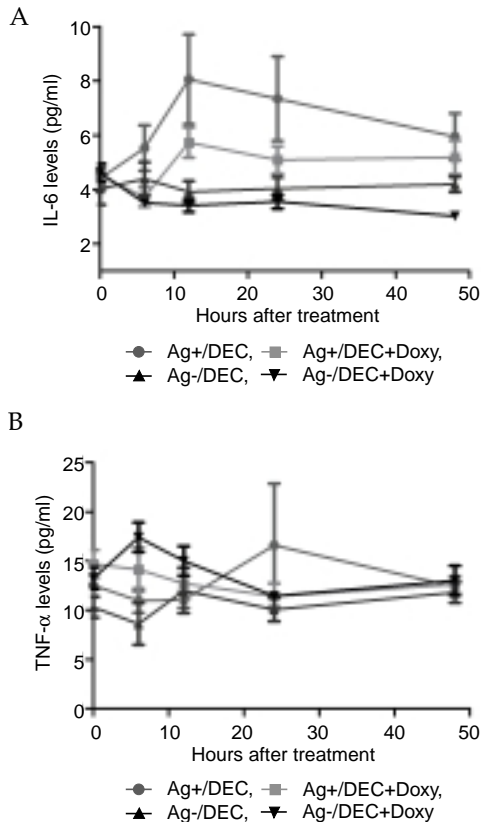 A
10
8
6
4
2
IL-6 levels (pg/ml)
0 10 20 30 40 50
Hours after treatment
Ag+/DEC, Ag+/DEC+Doxy,
Ag-/DEC, Ag-/DEC+Doxy
B
25
20
15
10
5
0
TNF-α levels (pg/ml)
0 10 20 30 40 50
Hours after treatment
Ag+/DEC, Ag+/DEC+Doxy,
Ag-/DEC, Ag-/DEC+Doxy